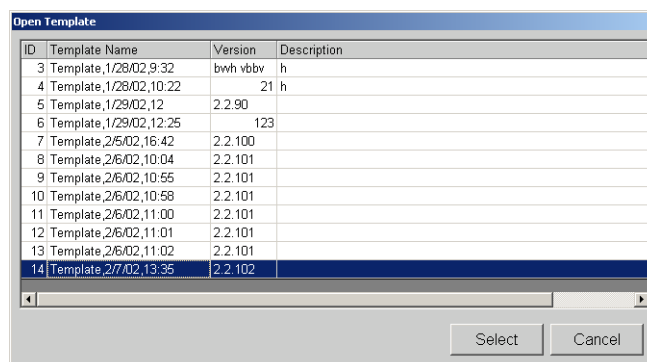 Open Template
ID Template Name Version Description
3 Template,1/28/02,9:32 bwh vbbv h
4 Template,1/28/02,10:22 21 h
5 Template,1/29/02,12 2.2.90
6 Template,1/29/02,12:25 123
7 Template,2/5/02,16:42 2.2.100
8 Template,2/6/02,10:04 2.2.101
9 Template,2/6/02,10:55 2.2.101
10 Template,2/6/02,10:58 2.2.101
11 Template,2/6/02,11:00 2.2.101
12 Template,2/6/02,11:01 2.2.101
13 Template,2/6/02,11:02 2.2.101
14 Template,2/7/02,13:35 2.2.102
Select Cancel